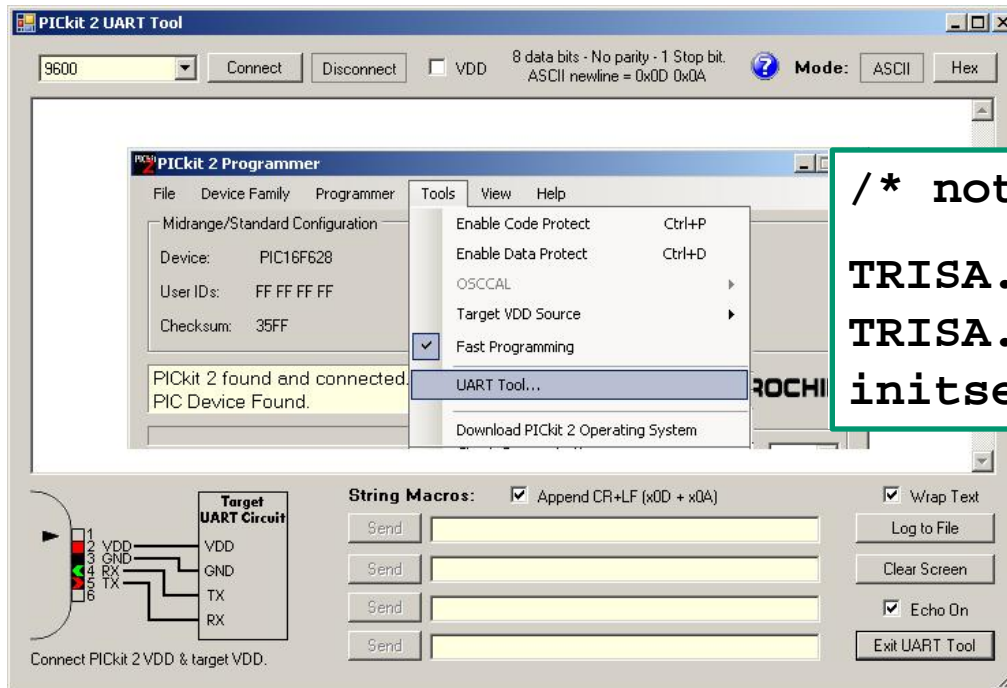 PICkit 2 UART Tool
9600 Connect Disconnect VDD 8 data bits - No parity - 1 Stop bit. Mode: ASCII Hex
ASCII newline = 0x0D 0x0A
PICkit 2 Programmer
File Device Family Programmer Tools View Help
Midrange/Standard Configuration
Device: PIC16F628
User IDs: FF FF FF FF
Checksum: 35FF
PICkit 2 found and connected.
PIC Device Found.
Enable Code Protect Ctrl+P
Enable Data Protect Ctrl+D
OSCCAL
Target VDD Source
Fast Programming
UART Tool...
Download PICkit 2 Operating System
/* not
TRISA.
TRISA.
initse
Target
UART Circuit
1
2 VDD VDD
3 GND GND
4 RX TX
5 TX RX
6
Connect PICkit 2 VDD & target VDD.
String Macros: Append CR+LF (x0D + x0A)
Send
Send
Send
Send
Wrap Text
Log to File
Clear Screen
Echo On
Exit UART Tool